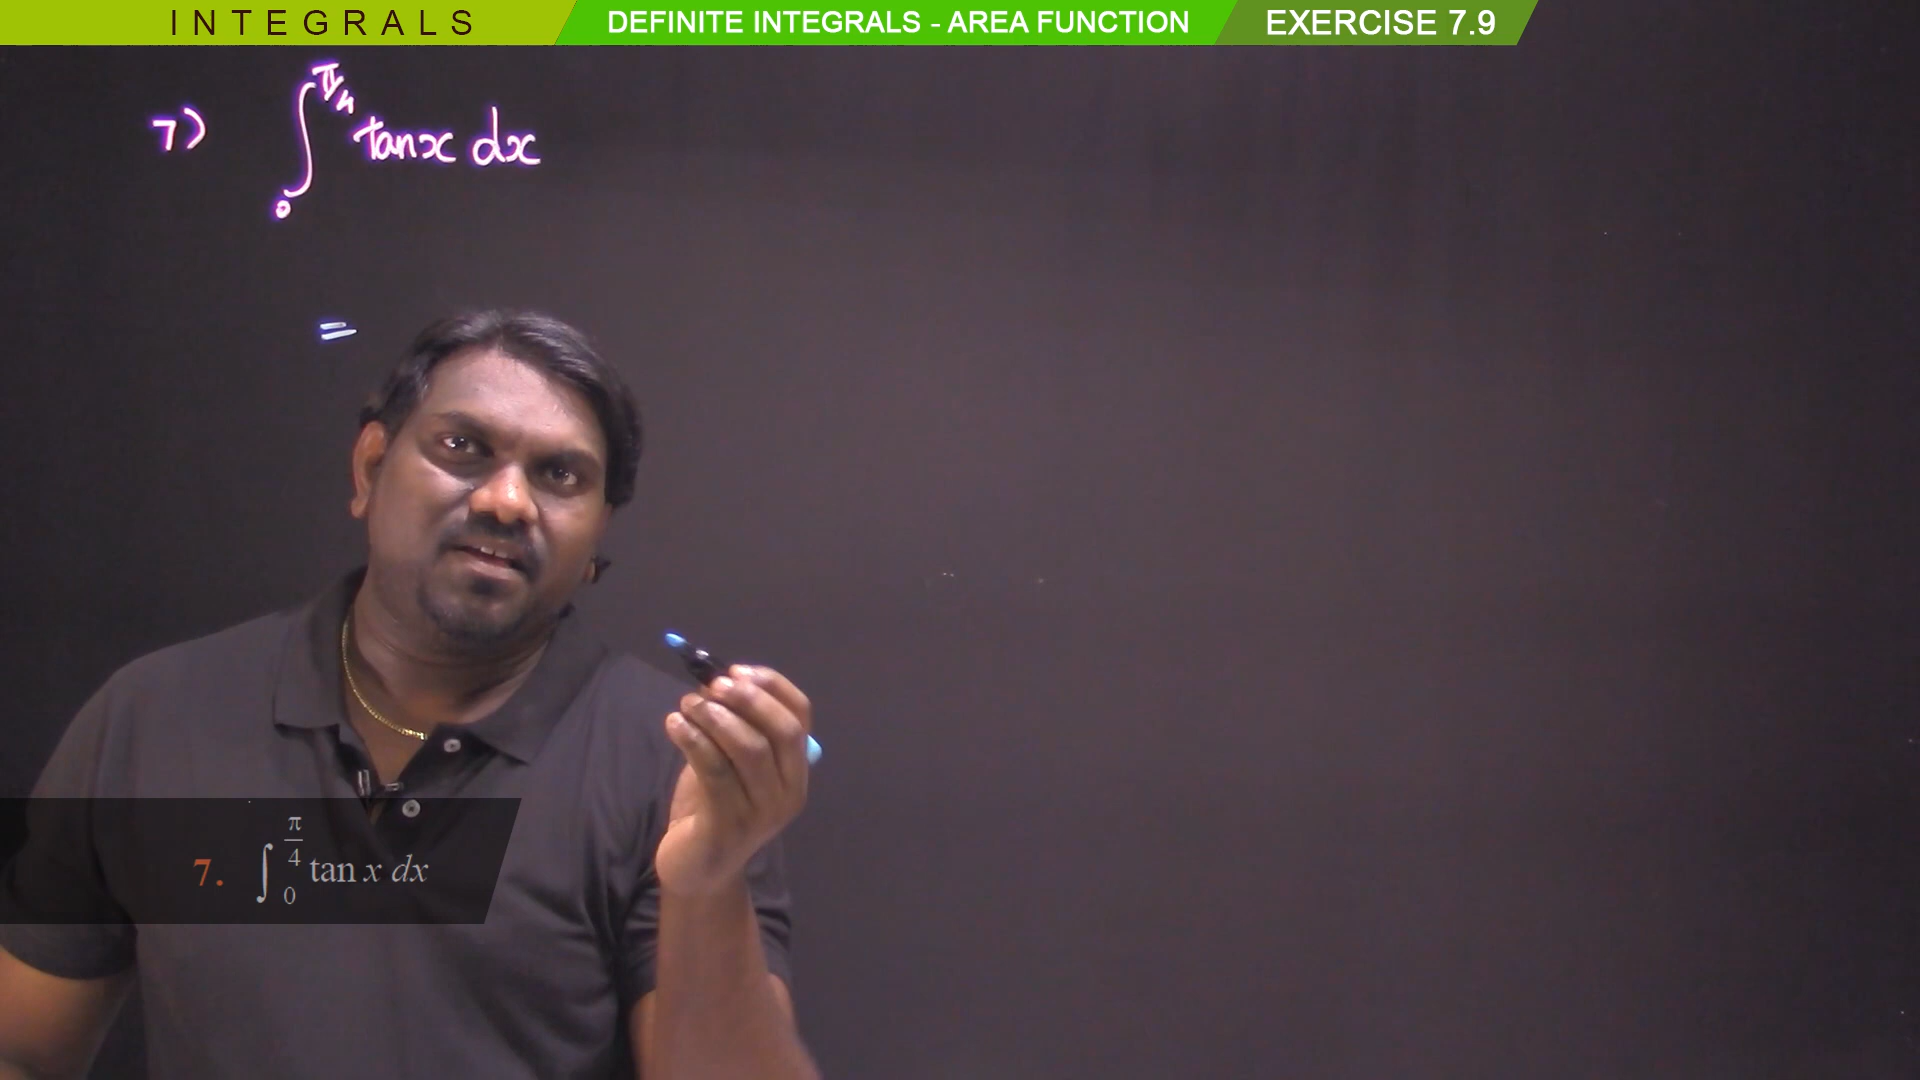 INTEGRALS
DEFINITE INTEGRALS - AREA FUNCTION
EXERCISE 7.9
7) ∫₀^{π/4} tanx dx
=
7. ∫₀^{π/4} tan x dx